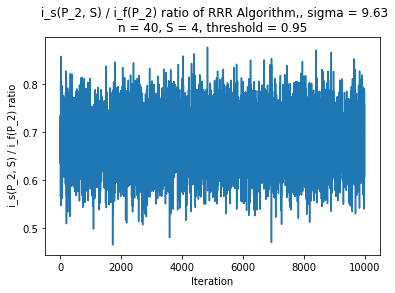 i_s(P_2, S) / i_f(P_2) ratio of RRR Algorithm,, sigma = 9.63
n = 40, S = 4, threshold = 0.95
i_s(P_2, S) / i_f(P_2) ratio
0.8
0.7
0.6
0.5
0
2000
4000
6000
8000
10000
Iteration